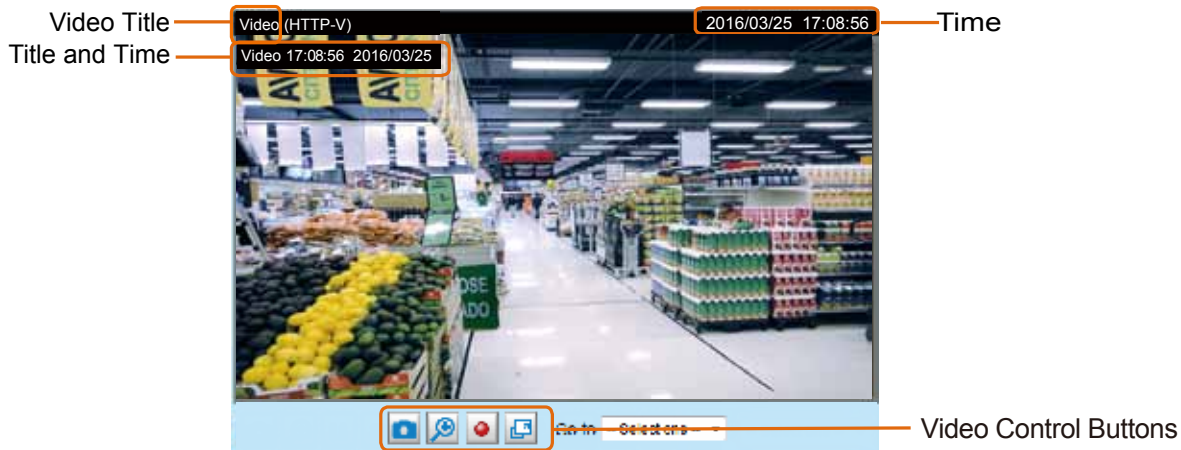 Video Title
Video (HTTP-V)
2016/03/25 17:08:56
Time
Title and Time
Video 17:08:56 2016/03/25
Go to
Video Control Buttons